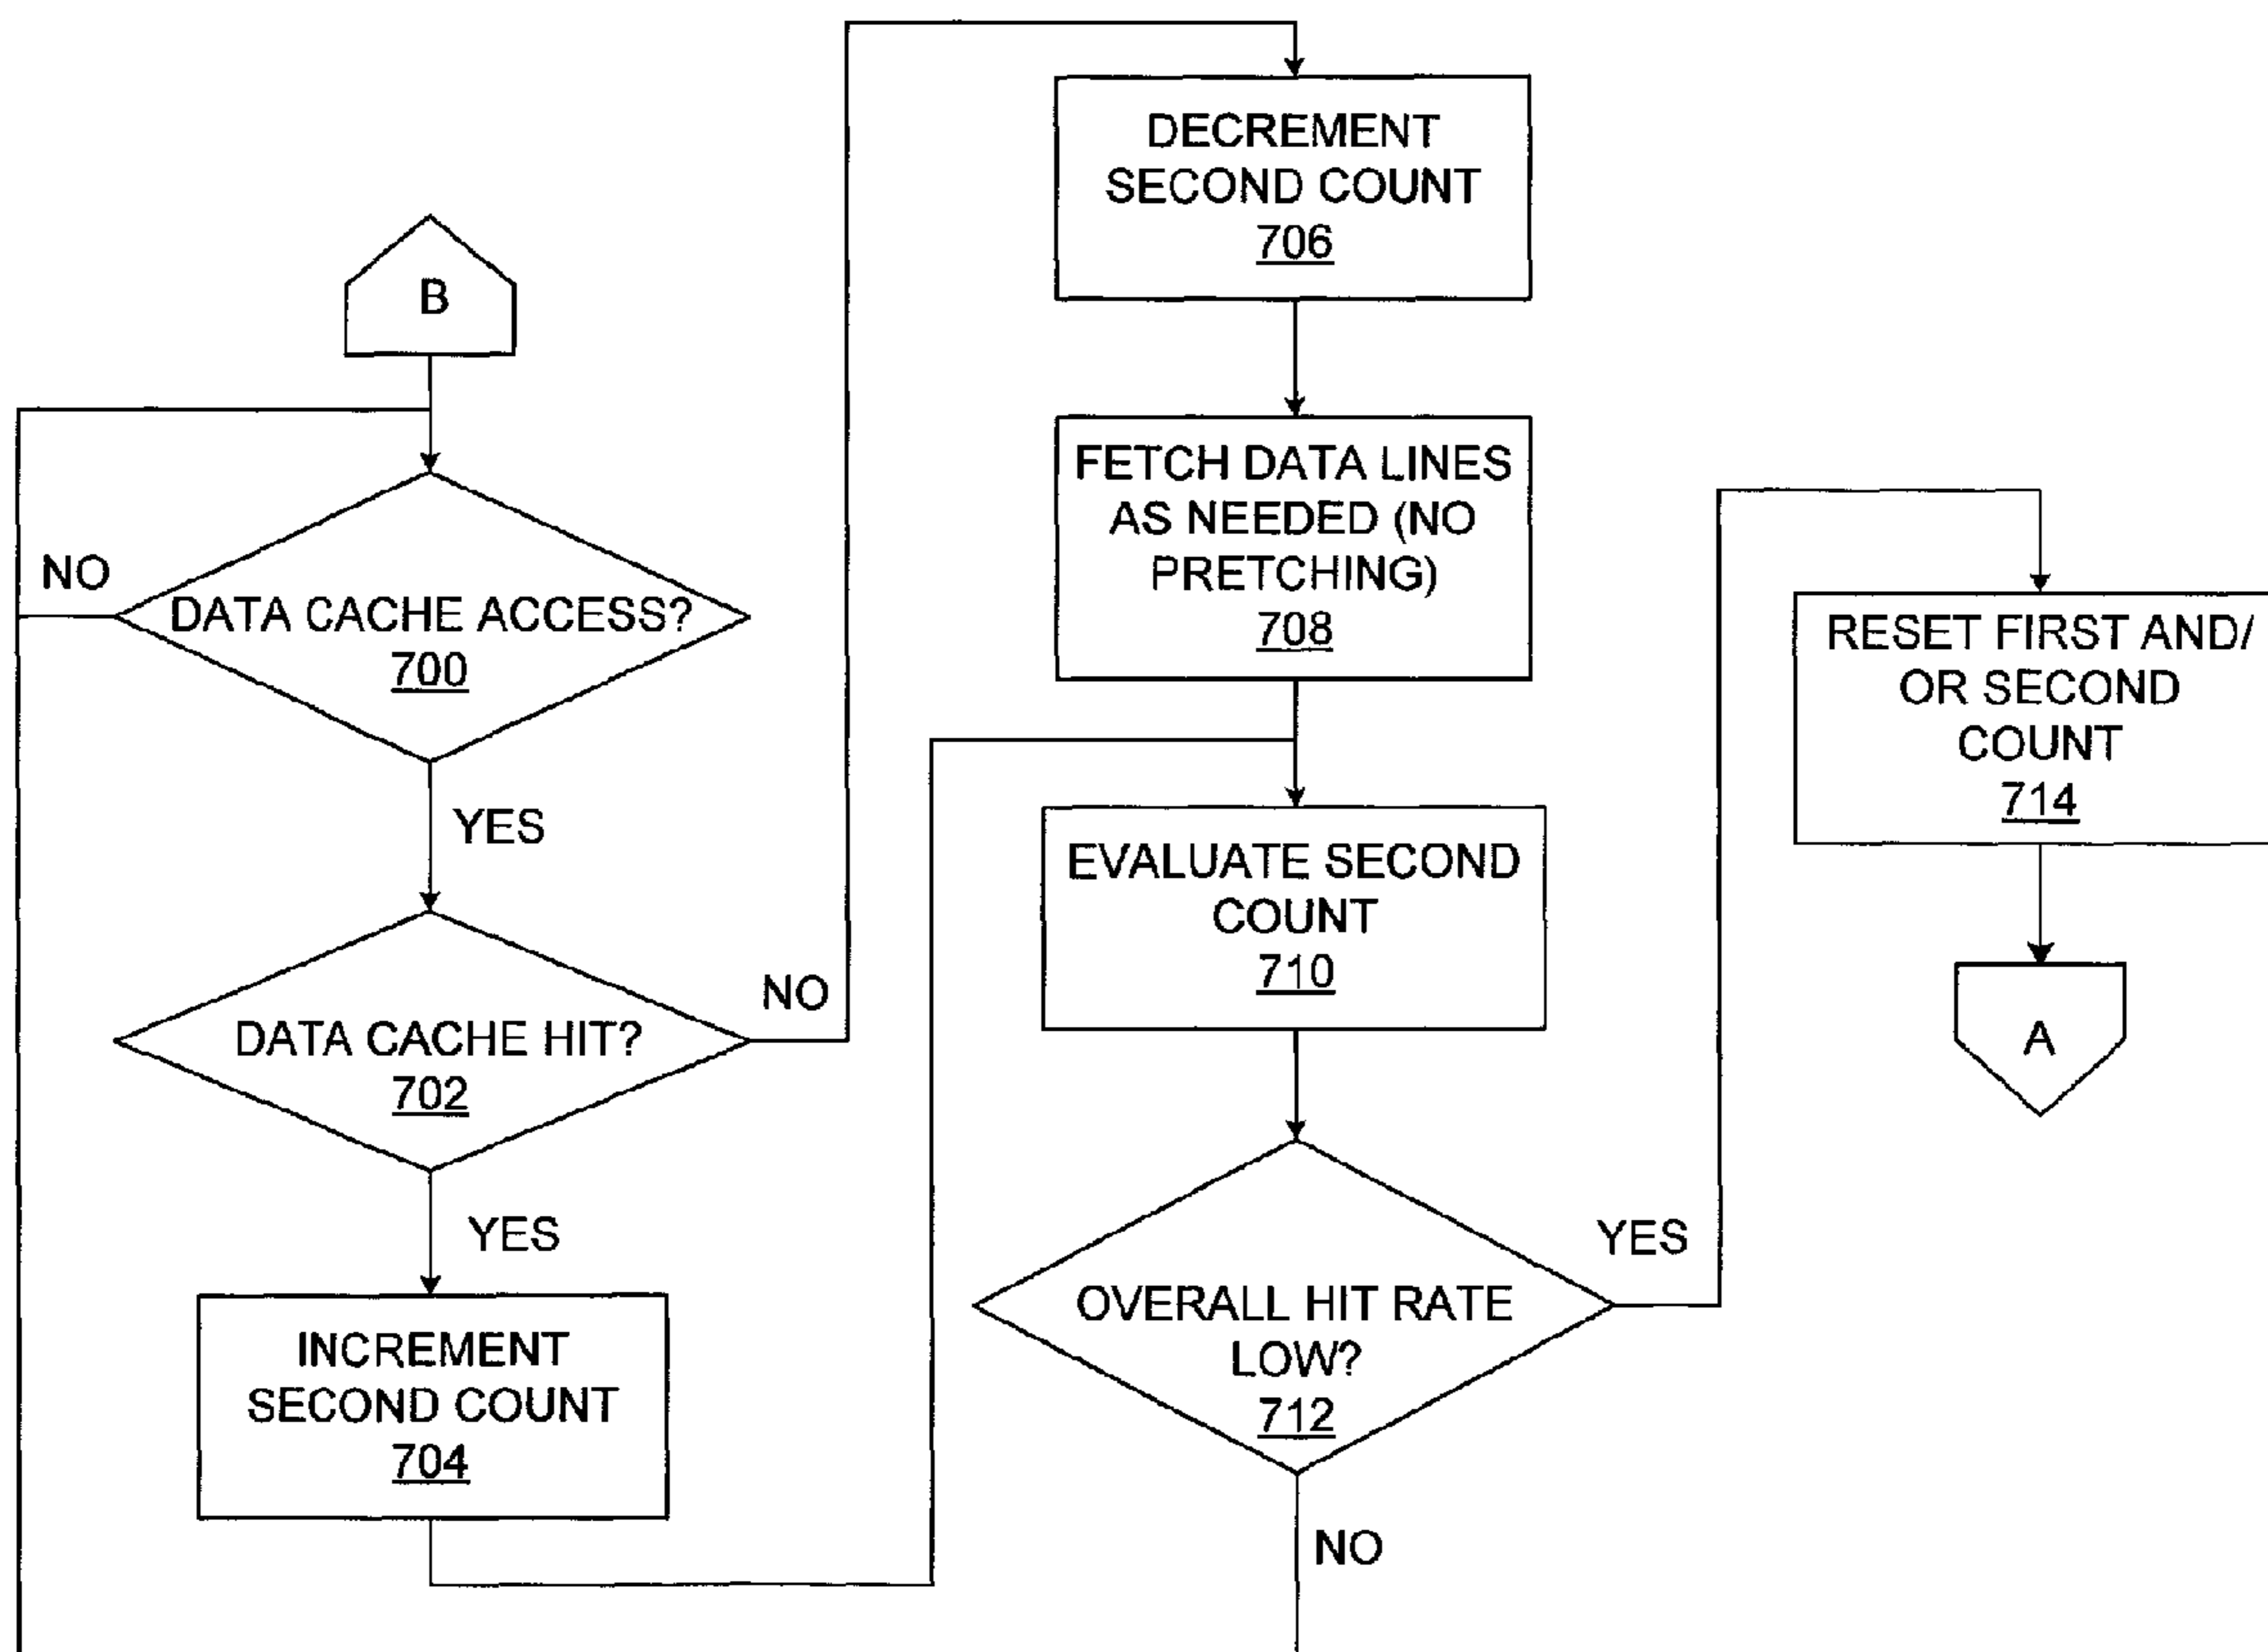 B
DATA CACHE ACCESS?
700
NO
YES
DATA CACHE HIT?
702
NO
YES
INCREMENT
SECOND COUNT
704
DECREMENT
SECOND COUNT
706
FETCH DATA LINES
AS NEEDED (NO
PRETCHING)
708
EVALUATE SECOND
COUNT
710
OVERALL HIT RATE
LOW?
712
YES
NO
RESET FIRST AND/
OR SECOND
COUNT
714
A